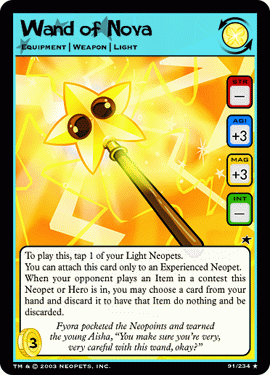 Wand of Nova
Equipment | Weapon | Light
STR
—
AGI
+3
MAG
+3
INT
—
To play this, tap 1 of your Light Neopets.
You can attach this card only to an Experienced Neopet.
When your opponent plays an Item in a contest this
Neopet or Hero is in, you may choose a card from your
hand and discard it to have that Item do nothing and be
discarded.
Fyora pocketed the Neopoints and warned
the young Aisha, “You make sure you’re very,
very careful with this wand, okay?”
3
TM & © 2003 NEOPETS, INC.
91/234 ★